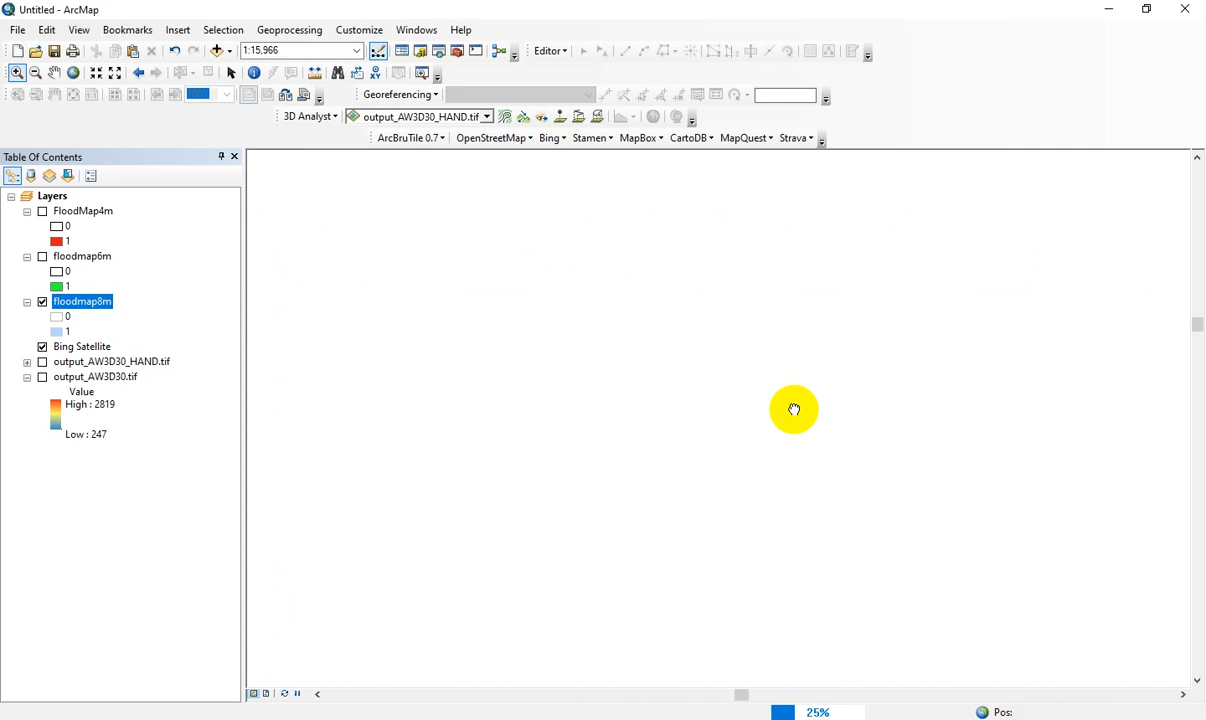 Untitled - ArcMap
File Edit View Bookmarks Insert Selection Geoprocessing Customize Windows Help
1:15,966 Editor
Georeferencing
3D Analyst output_AW3D30_HAND.tif
ArcBruTile 0.7 OpenStreetMap Bing Stamen MapBox CartoDB MapQuest Strava
Table Of Contents
Layers
FloodMap4m
0
1
floodmap6m
0
1
floodmap8m
0
1
Bing Satellite
output_AW3D30_HAND.tif
output_AW3D30.tif
Value
High : 2819
Low : 247
25% Pos: